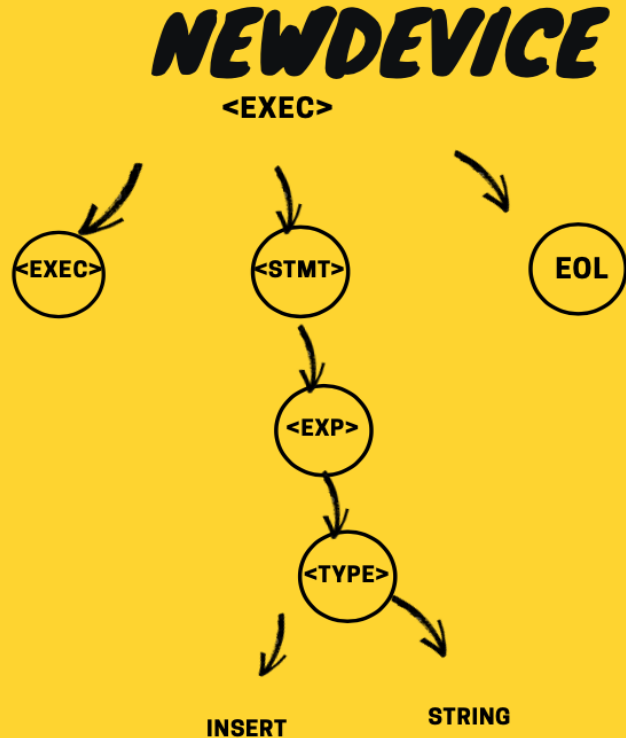 NEWDEVICE
<EXEC>
<EXEC>
<STMT>
EOL
<EXP>
<TYPE>
INSERT
STRING